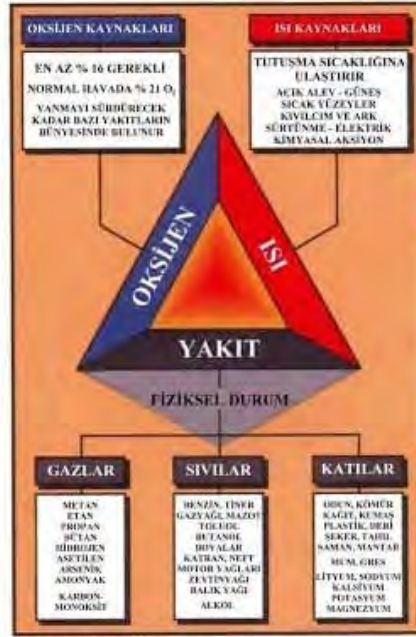 OKSİJEN KAYNAKLARI
EN AZ % 16 GEREKLİ
NORMAL HAVADA % 21 O₂
YANMAYI SÜRDÜRECEK
KADAR BAZI YAKITLARIN
BÜNYESİNDE BULUNUR
ISI KAYNAKLARI
TUTUŞMA SICAKLIĞINA
ULAŞTIRIR
AÇIK ALEV - GÜNEŞ
SICAK YÜZEYLER
KIVILCIM VE ARK
SÜRTÜNME - ELEKTRİK
KİMYASAL AKSİYON
OKSİJEN
ISI
YAKIT
FİZİKSEL DURUM
GAZLAR
METAN
ETAN
PROPAN
BÜTAN
HİDROJEN
ASETİLEN
ARSENİK
AMONYAK
KARBON-
MONOKSİT
SIVILAR
BENZİN, TİNER
GAZYAĞI, MAZOT
TOLUOL
BUTANOL
BOYALAR
KATRAN, NEFT
MOTOR YAĞLARI
ZEYTİNYAĞI
BALIK YAĞI
ALKOL
KATILAR
ODUN, KÖMÜR
KAĞIT, KUMAŞ
PLASTİK, DERİ
ŞEKER, TAHIL
SAMAN, MANTAR
MUM, GRES
LİTYUM, SODYUM
KALSİYUM
POTASYUM
MAGNEZYUM